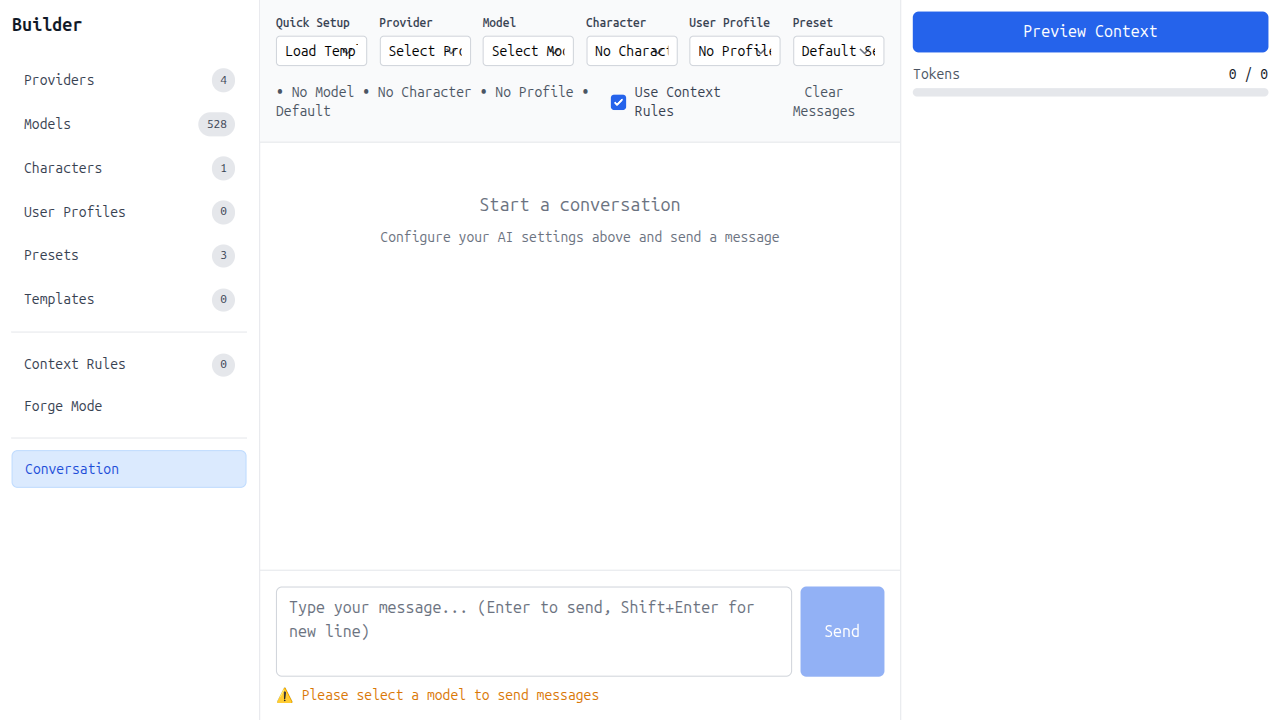 Builder
Providers 4
Models 528
Characters 1
User Profiles 0
Presets 3
Templates 0
Context Rules 0
Forge Mode
Conversation
Quick Setup Provider Model Character User Profile Preset
Load Temp Select Pro Select Mod No Charact No Profile Default Se
• No Model • No Character • No Profile •
Default
Use Context
Rules
Clear
Messages
Start a conversation
Configure your AI settings above and send a message
Type your message... (Enter to send, Shift+Enter for
new line)
Send
⚠️ Please select a model to send messages
Preview Context
Tokens 0 / 0